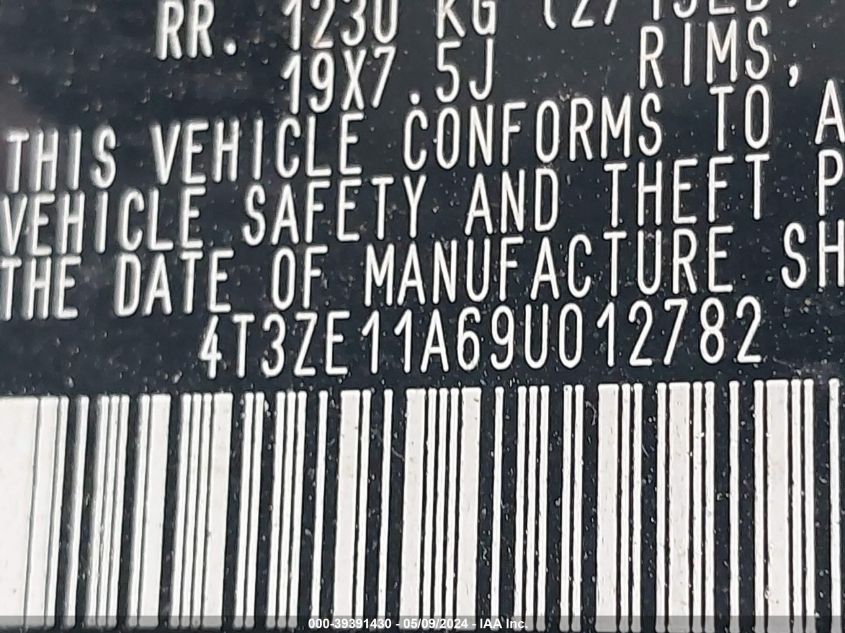 RR. 1230 KG (2715LB)
19X7.5J RIMS,
THIS VEHICLE CONFORMS TO A
VEHICLE SAFETY AND THEFT P
THE DATE OF MANUFACTURE SH
4T3ZE11A69U012782
000-39391430 - 05/09/2024 - IAA Inc.